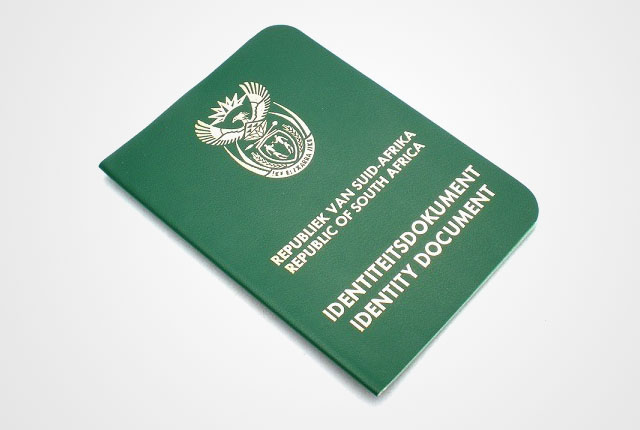 REPUBLIEK VAN SUID-AFRIKA
REPUBLIC OF SOUTH AFRICA
IDENTITEITSDOKUMENT
IDENTITY DOCUMENT